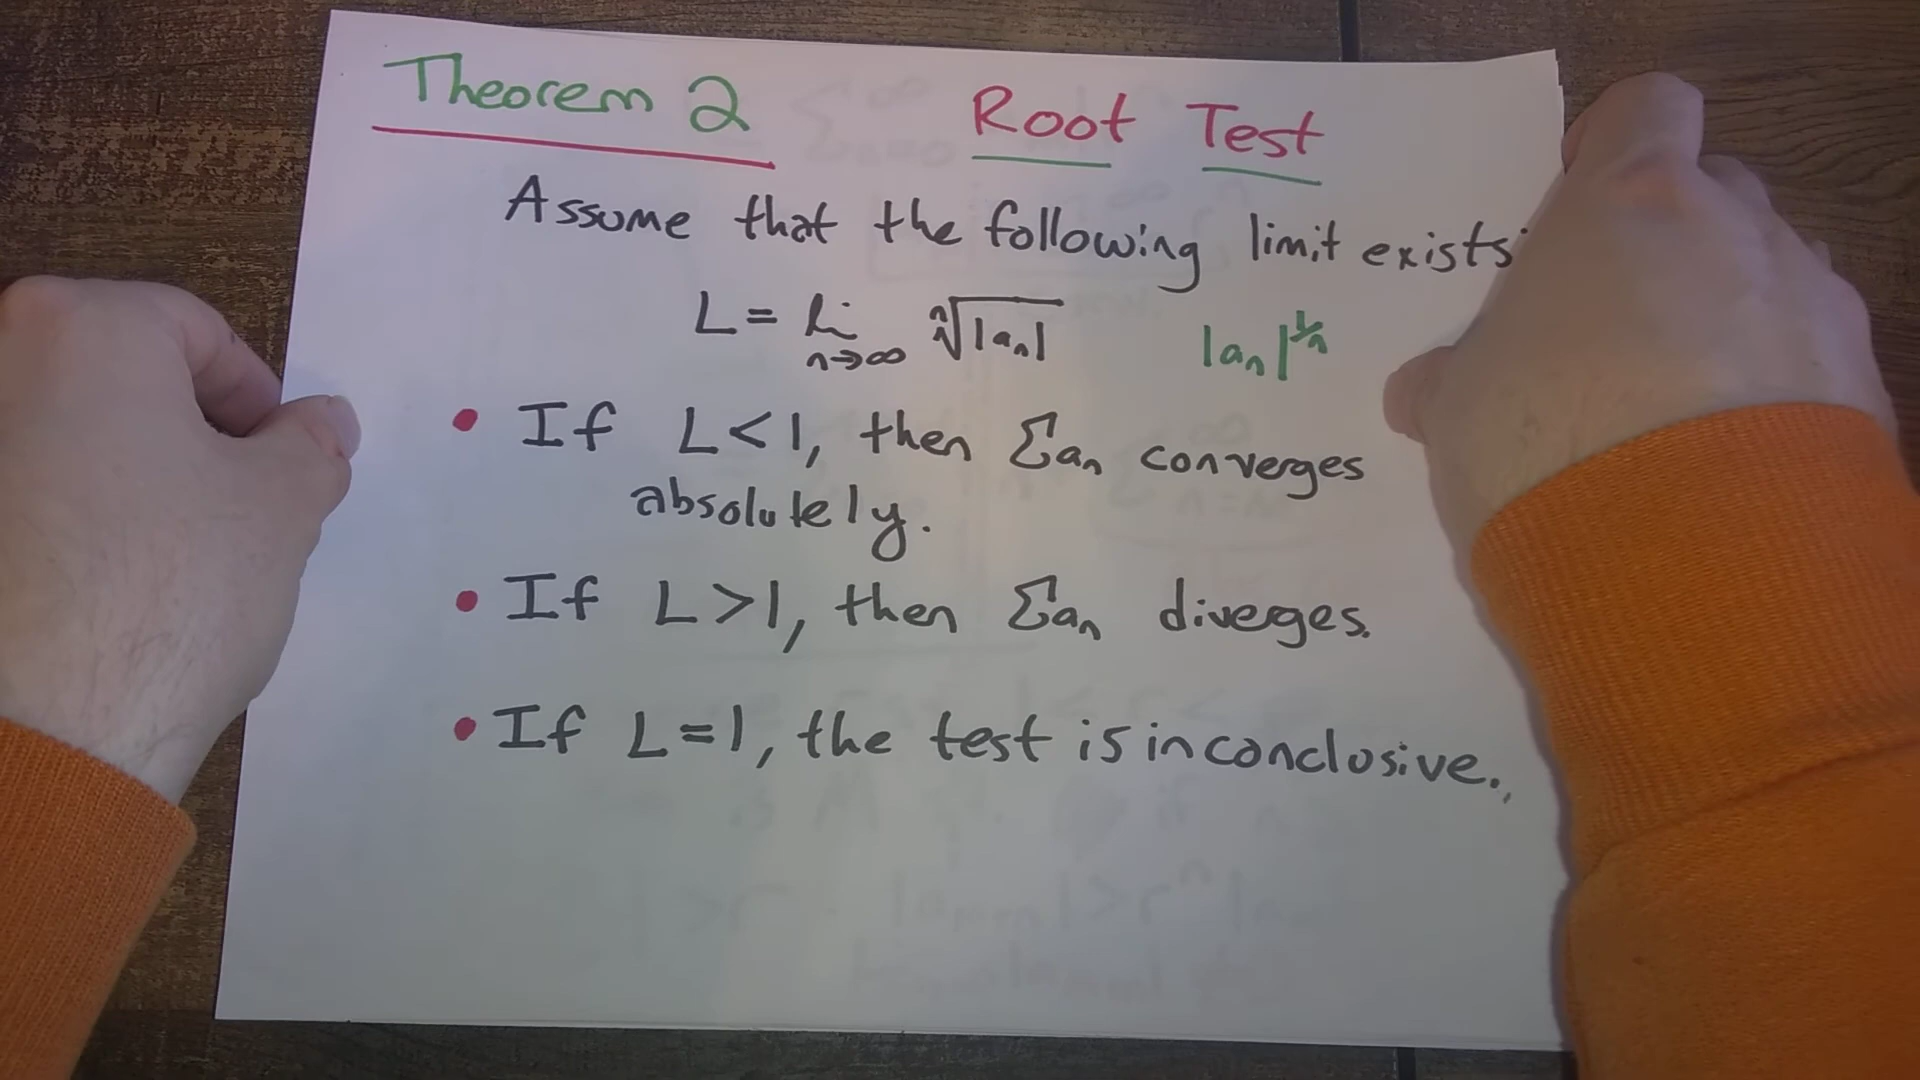 Theorem 2 Root Test
Assume that the following limit exists
L = lim n→∞ ⁿ√|aₙ| |aₙ|^1/n
• If L < 1, then Σaₙ converges
absolutely.
• If L > 1, then Σaₙ diverges.
• If L = 1, the test is inconclusive.